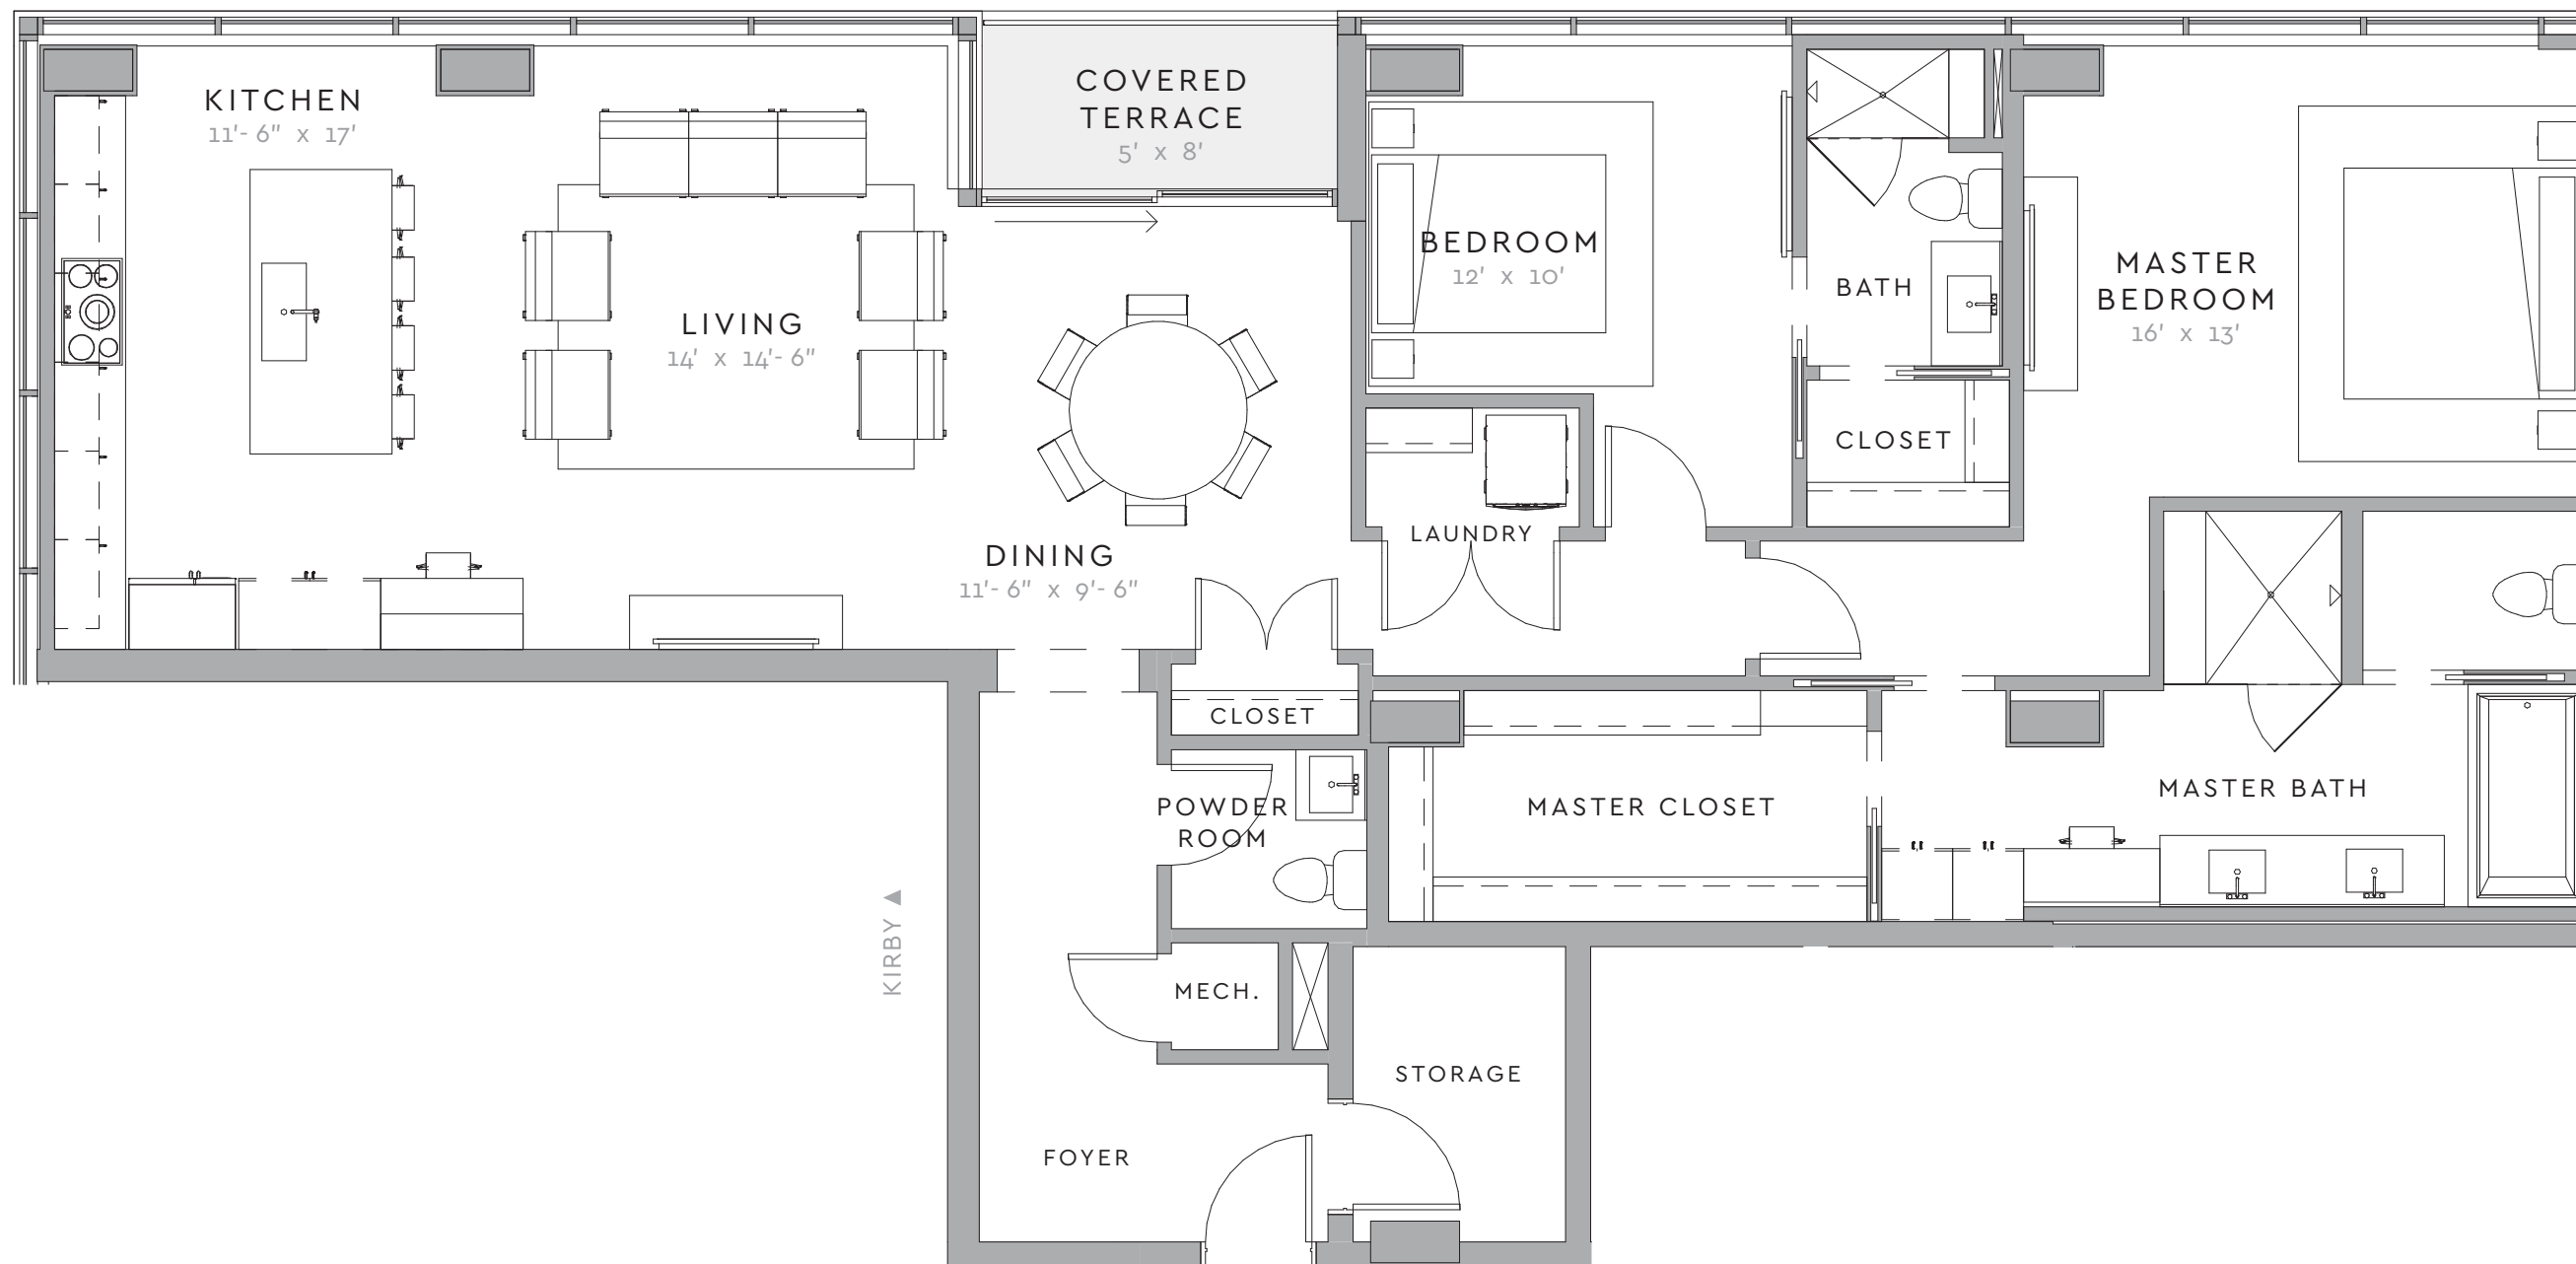 KITCHEN
11'- 6" x 17'
COVERED
TERRACE
5' x 8'
BEDROOM
12' x 10'
BATH
MASTER
BEDROOM
16' x 13'
LIVING
14' x 14'- 6"
CLOSET
LAUNDRY
DINING
11'- 6" x 9'- 6"
CLOSET
POWDER
ROOM
MASTER CLOSET
MASTER BATH
KIRBY ▲
MECH.
STORAGE
FOYER